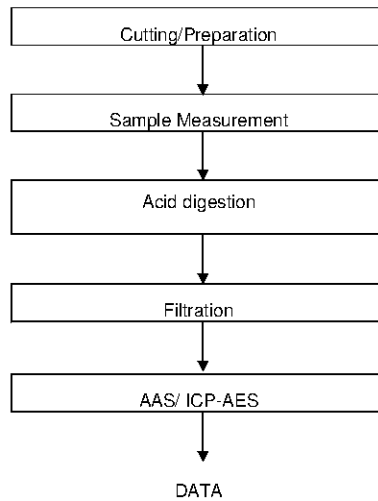 Cutting/Preparation
Sample Measurement
Acid digestion
Filtration
AAS/ ICP-AES
DATA